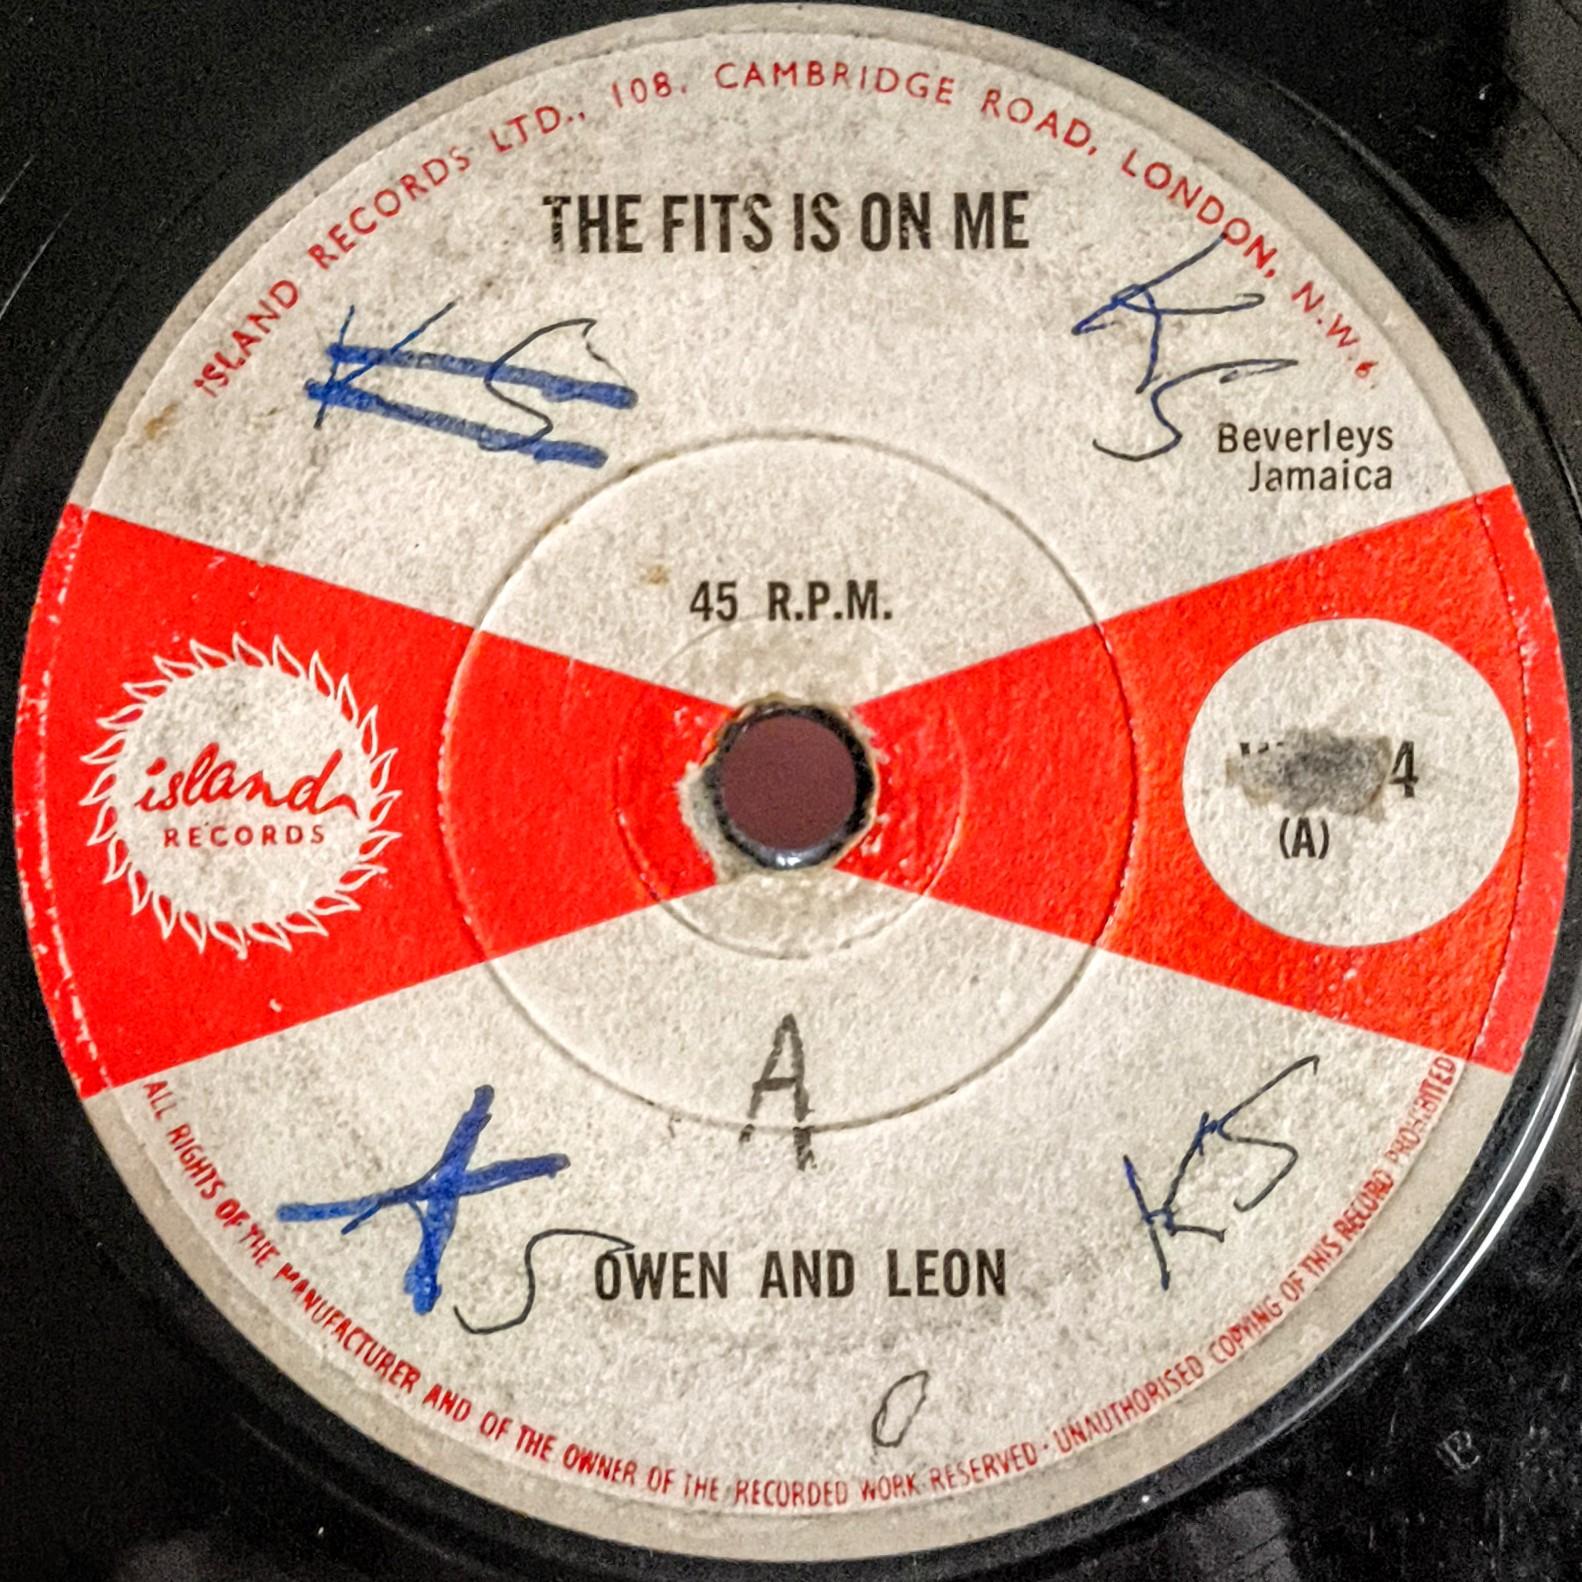 ISLAND RECORDS LTD., 108, CAMBRIDGE ROAD, LONDON, N.W.6.
THE FITS IS ON ME
KS
KS
Beverleys
Jamaica
45 R.P.M.
island
RECORDS
4
(A)
A
KS
KS
OWEN AND LEON
O
ALL RIGHTS OF THE MANUFACTURER AND OF THE OWNER OF THE RECORDED WORK RESERVED · UNAUTHORISED COPYING OF THIS RECORD PROHIBITED